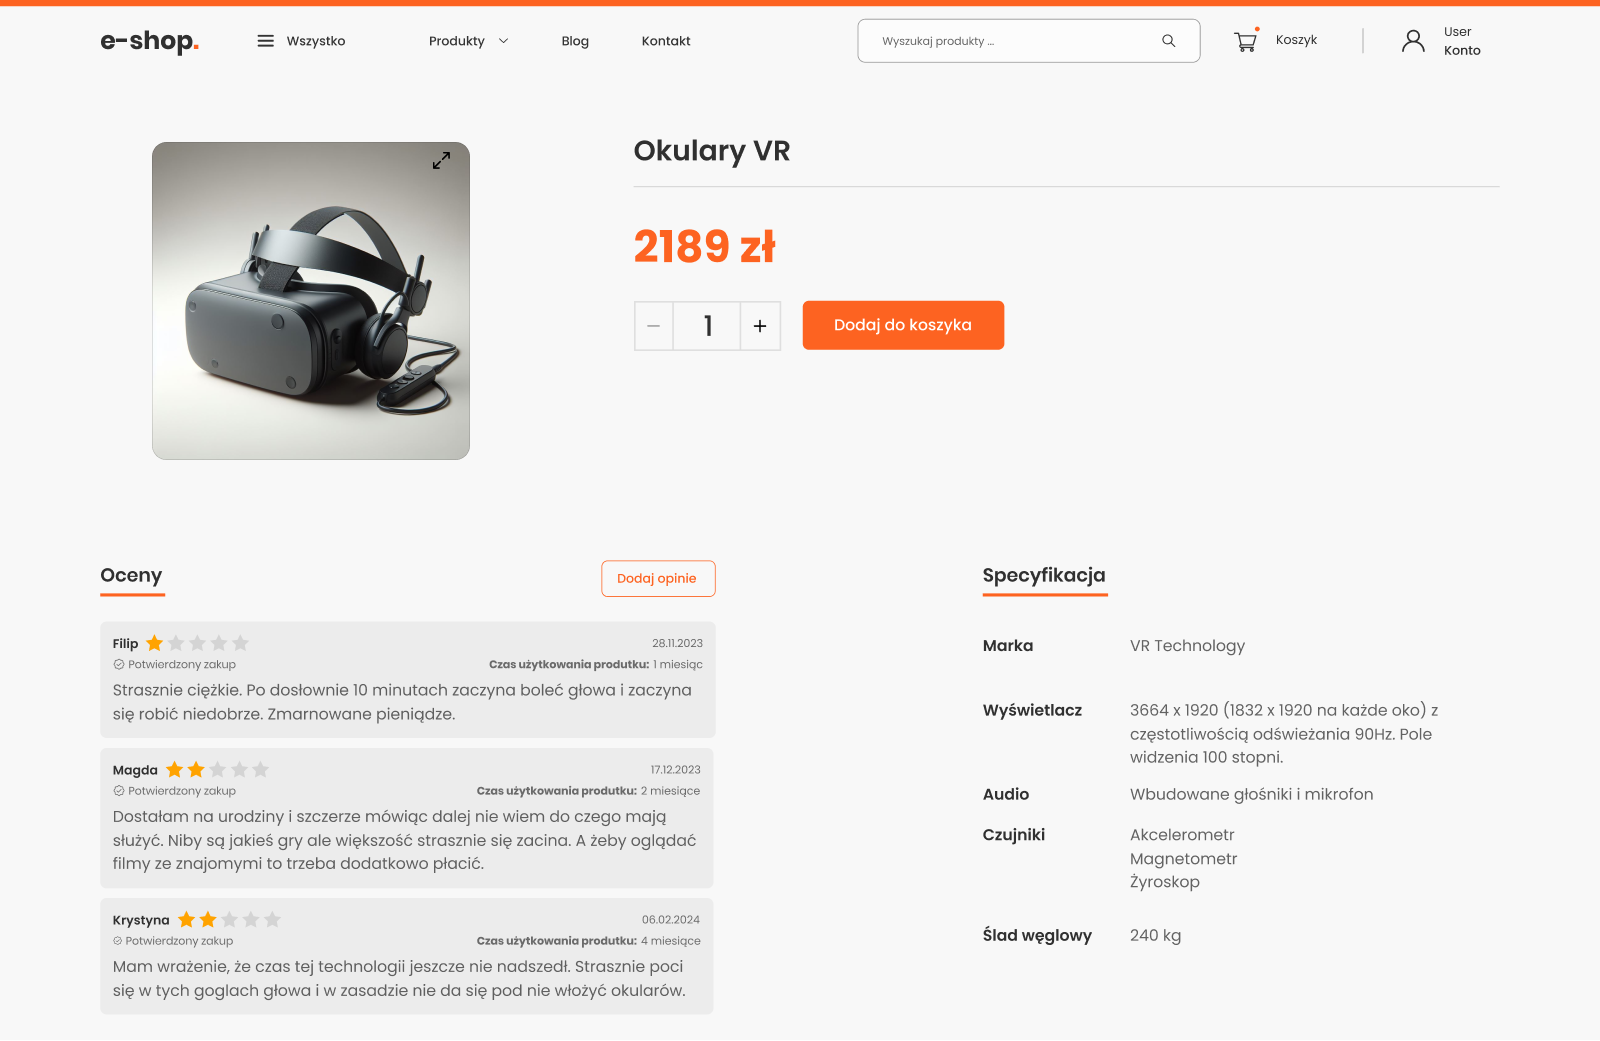 e-shop.
Wszystko
Produkty
Blog
Kontakt
Wyszukaj produkty ...
Koszyk
User
Konto
Okulary VR
2189 zł
1
Dodaj do koszyka
Oceny
Dodaj opinie
Filip
28.11.2023
Potwierdzony zakup
Czas użytkowania produtku: 1 miesiąc
Strasznie ciężkie. Po dosłownie 10 minutach zaczyna boleć głowa i zaczyna
się robić niedobrze. Zmarnowane pieniądze.
Magda
17.12.2023
Potwierdzony zakup
Czas użytkowania produtku: 2 miesiące
Dostałam na urodziny i szczerze mówiąc dalej nie wiem do czego mają
służyć. Niby są jakieś gry ale większość strasznie się zacina. A żeby oglądać
filmy ze znajomymi to trzeba dodatkowo płacić.
Krystyna
06.02.2024
Potwierdzony zakup
Czas użytkowania produtku: 4 miesiące
Mam wrażenie, że czas tej technologii jeszcze nie nadszedł. Strasznie poci
się w tych goglach głowa i w zasadzie nie da się pod nie włożyć okularów.
Specyfikacja
Marka
VR Technology
Wyświetlacz
3664 x 1920 (1832 x 1920 na każde oko) z
częstotliwością odświeżania 90Hz. Pole
widzenia 100 stopni.
Audio
Wbudowane głośniki i mikrofon
Czujniki
Akcelerometr
Magnetometr
Żyroskop
Ślad węglowy
240 kg